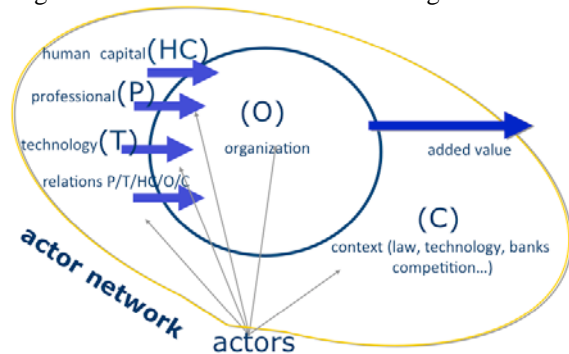 human capital (HC)
professional (P)
(O)
technology (T)
organization
added value
relations P/T/HC/O/C
(C)
context (law, technology, banks
competition...)
actor network
actors